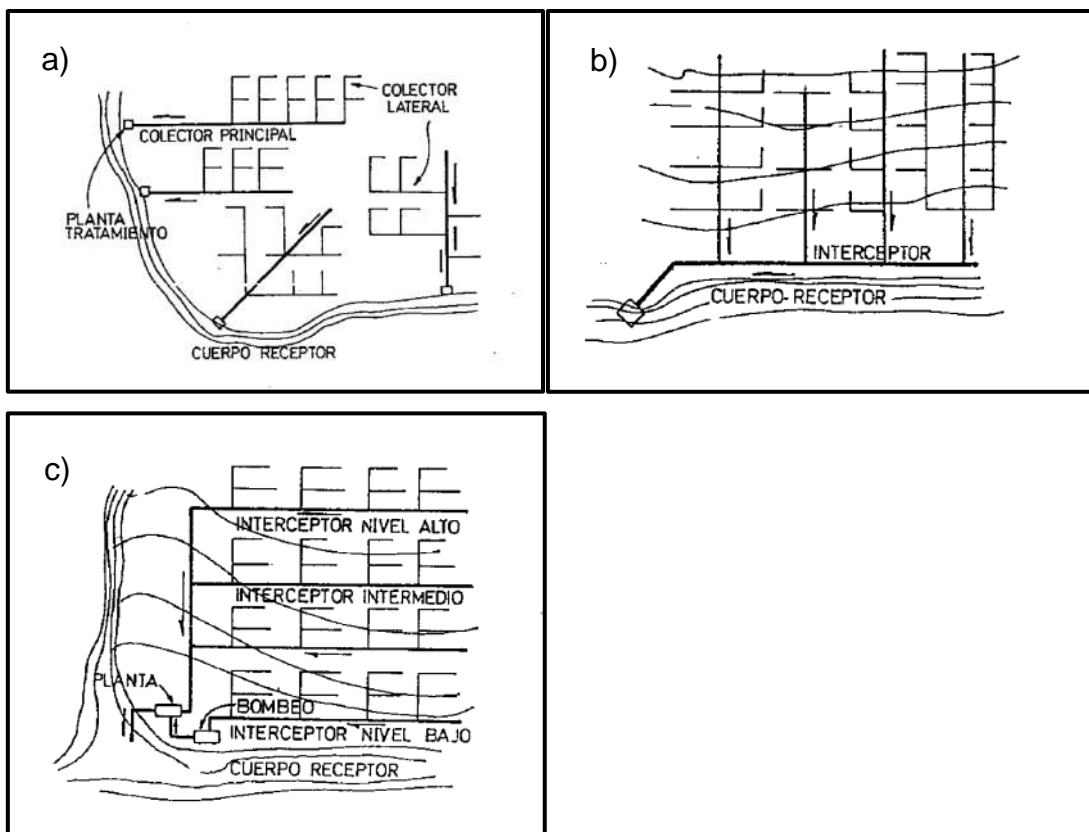 a)
COLECTOR
LATERAL
COLECTOR PRINCIPAL
PLANTA
TRATAMIENTO
CUERPO RECEPTOR
b)
INTERCEPTOR
CUERPO-RECEPTOR
c)
INTERCEPTOR NIVEL ALTO
INTERCEPTOR INTERMEDIO
PLANTA
BOMBEO
INTERCEPTOR NIVEL BAJO
CUERPO RECEPTOR